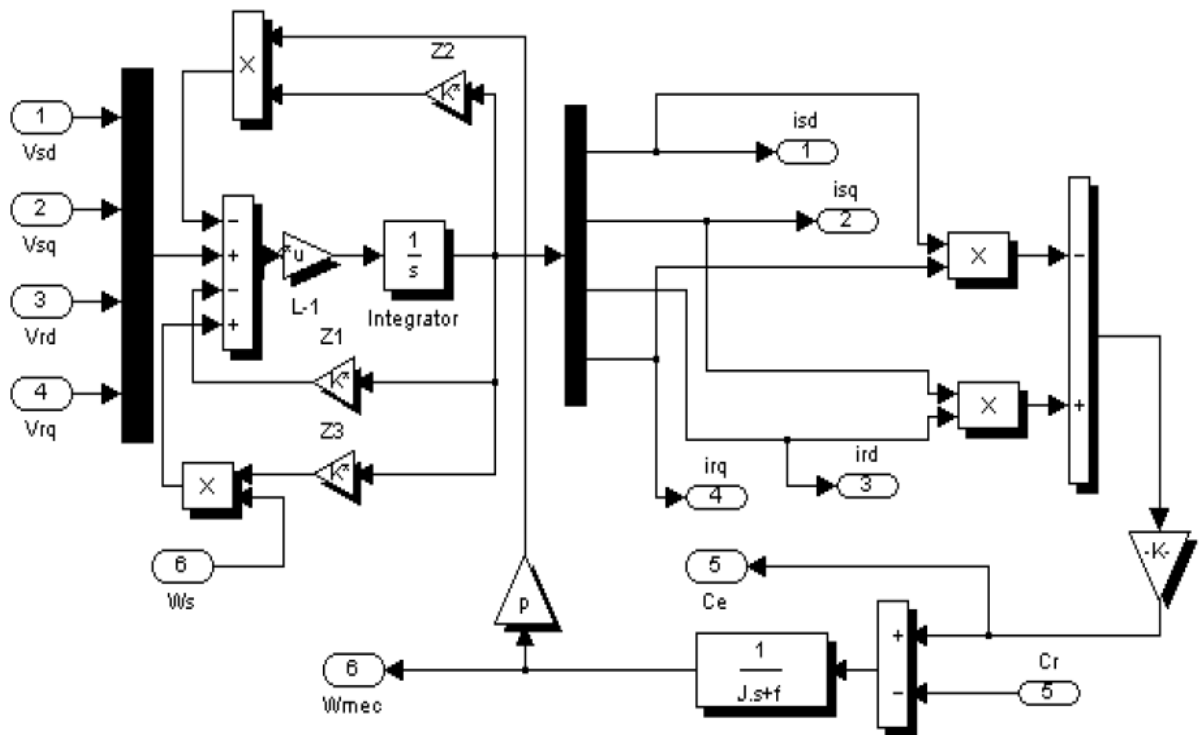 Z2
X
K
1
Vsd
isd
1
isq
2
2
Vsq
−
+
−
+
u
L-1
1
s
Integrator
X
−
3
Vrd
Z1
K
4
Vrq
X
+
Z3
K
X
irq
4
ird
3
6
Ws
5
Ce
-K-
p
6
Wmec
1
J.s+f
+
−
Cr
5